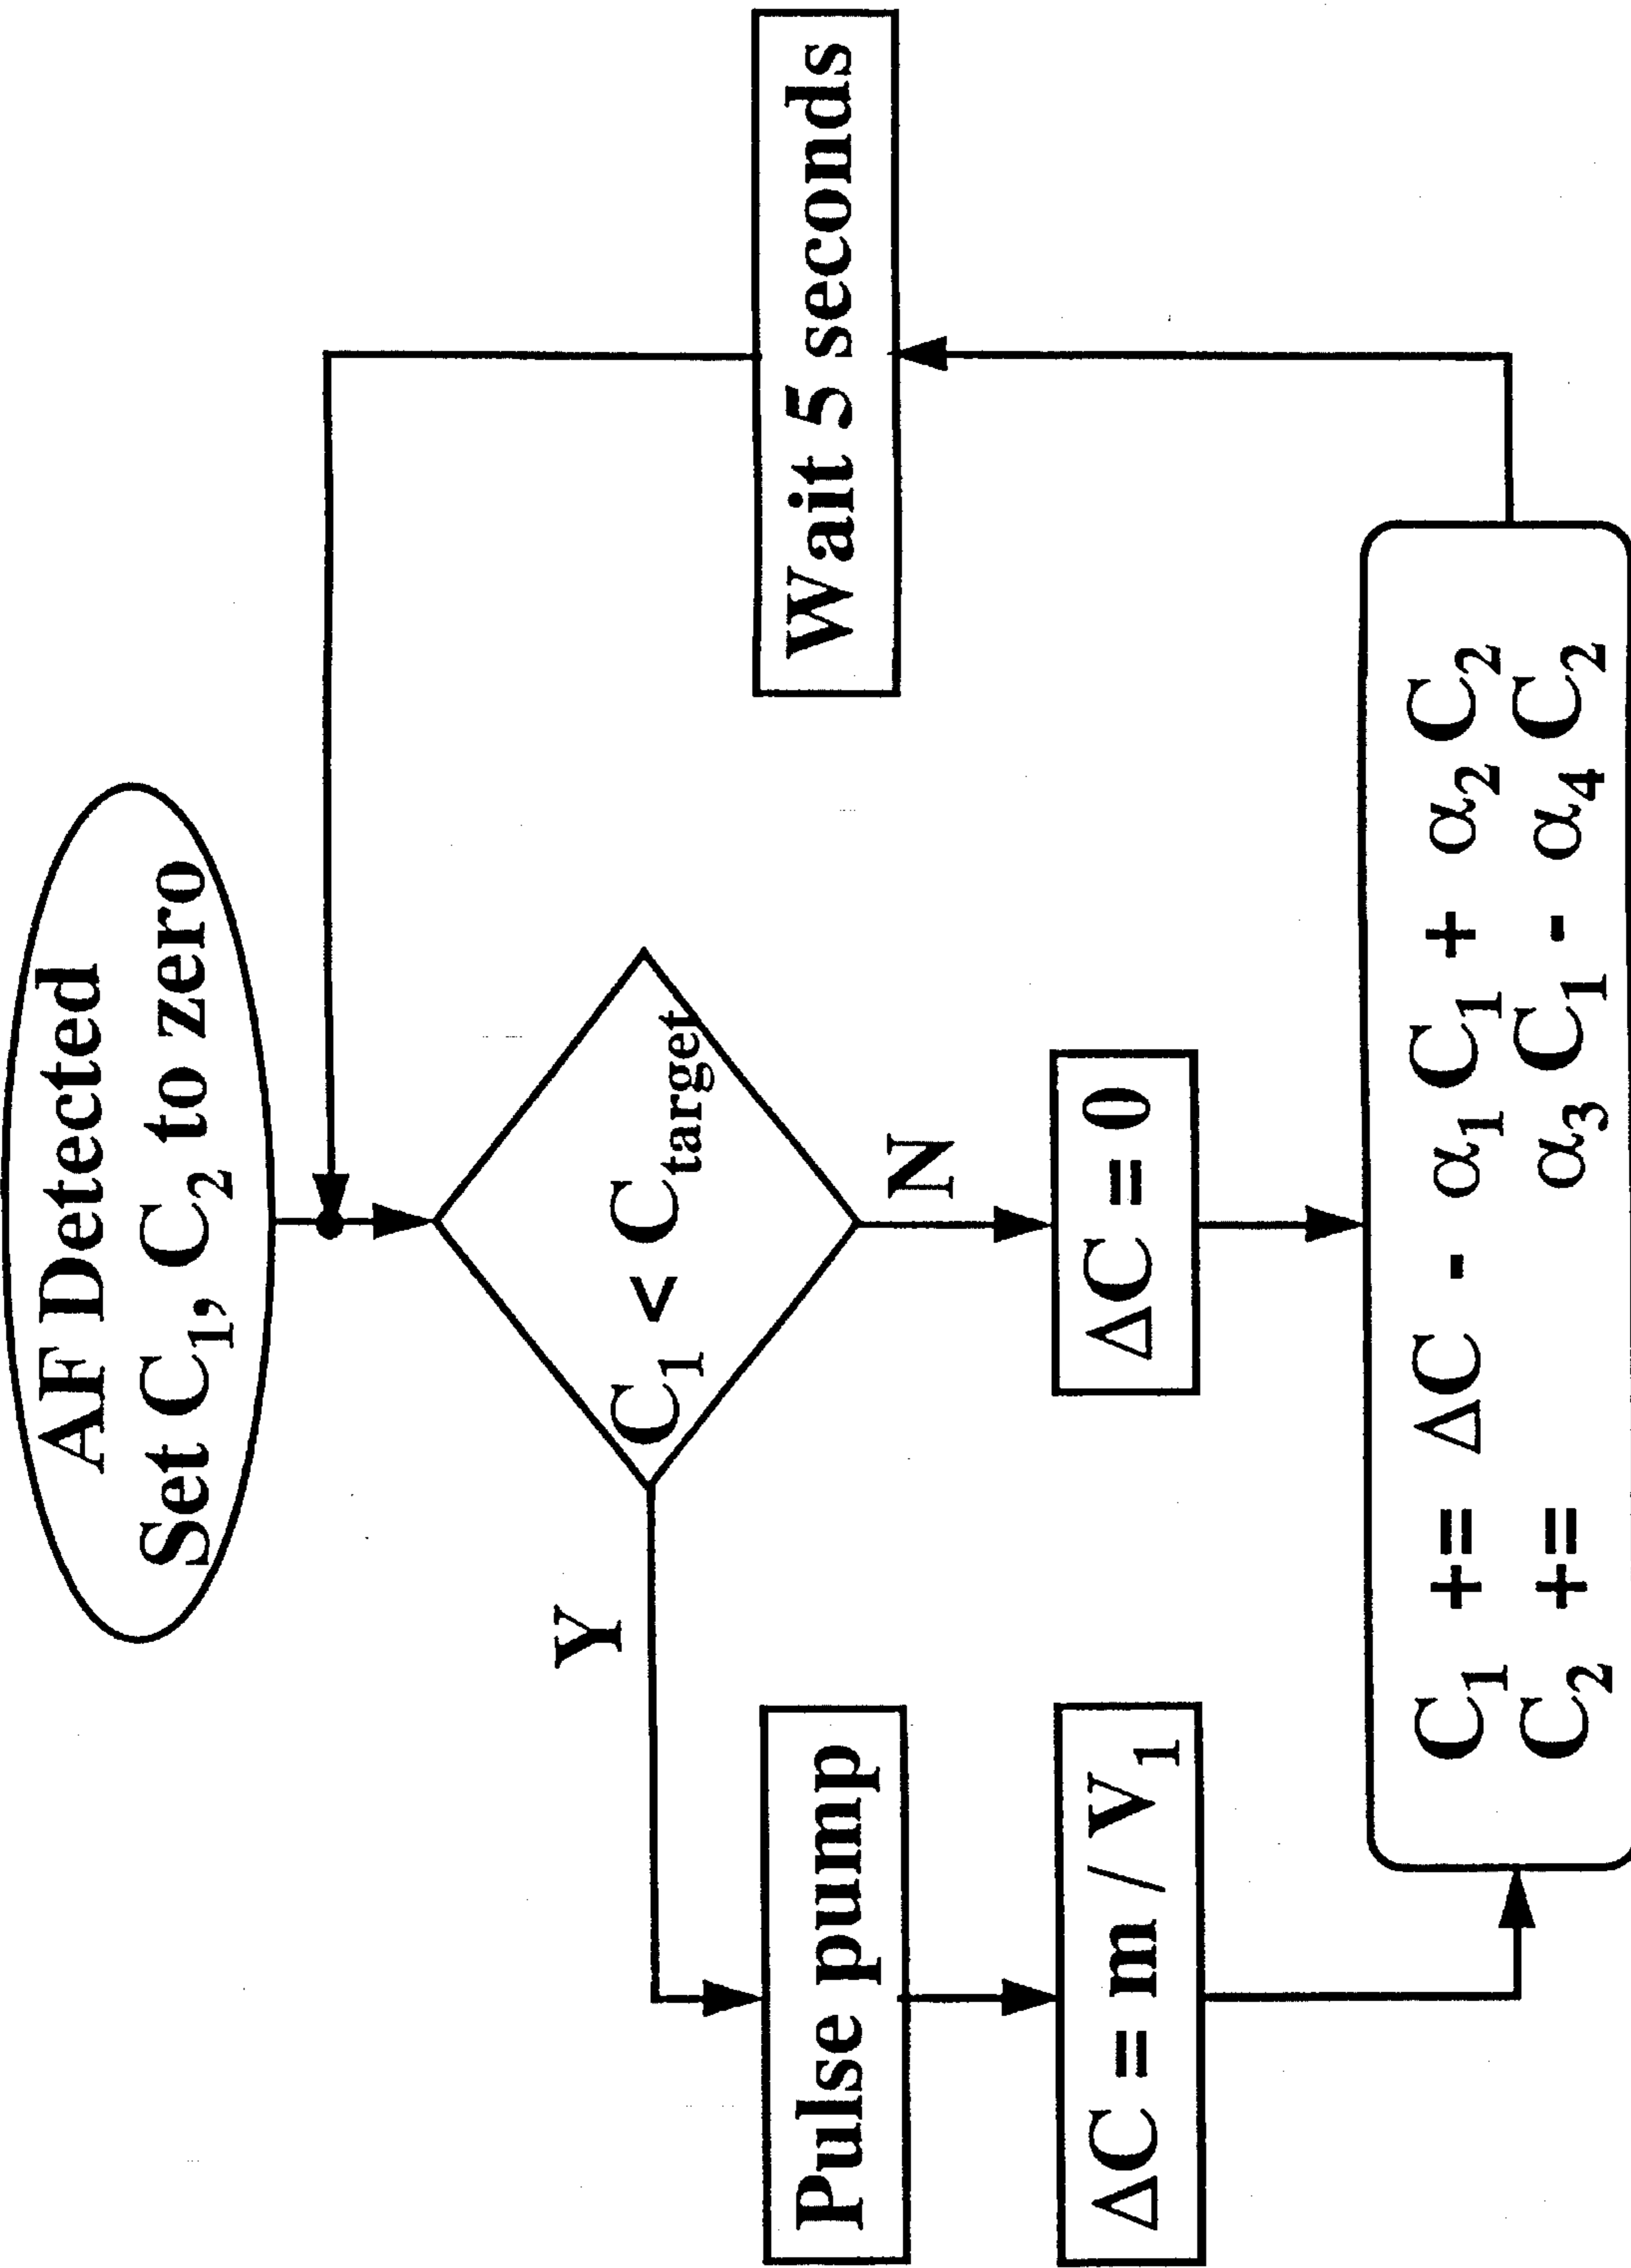 AF Detected
Set C₁, C₂ to zero
C₁ < C_target
Y
N
Pulse pump
ΔC = m / V₁
ΔC = 0
Wait 5 seconds
C₁ += ΔC - α₁ C₁ + α₂ C₂
C₂ += α₃ C₁ - α₄ C₂